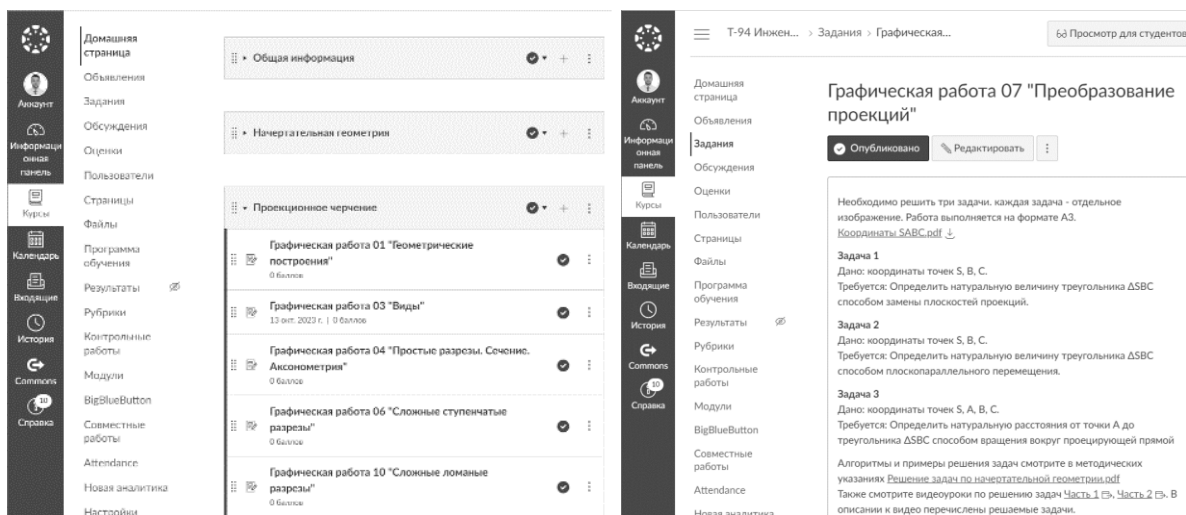 Аккаунт
Информаци
онная
панель
Курсы
Календарь
Входящие
История
Commons
10
Справка
Домашняя
страница
Объявления
Задания
Обсуждения
Оценки
Пользователи
Страницы
Файлы
Программа
обучения
Результаты
Рубрики
Контрольные
работы
Модули
BigBlueButton
Совместные
работы
Attendance
Новая аналитика
Настройки
Общая информация
Начертательная геометрия
Проекционное черчение
Графическая работа 01 "Геометрические
построения"
0 баллов
Графическая работа 03 "Виды"
13 окт. 2023 г. | 0 баллов
Графическая работа 04 "Простые разрезы. Сечение.
Аксонометрия"
0 баллов
Графическая работа 06 "Сложные ступенчатые
разрезы"
0 баллов
Графическая работа 10 "Сложные ломаные
разрезы"
0 баллов
Аккаунт
Информаци
онная
панель
Курсы
Календарь
Входящие
История
Commons
10
Справка
Т-94 Инжен... > Задания > Графическая...
Просмотр для студентов
Домашняя
страница
Объявления
Задания
Обсуждения
Оценки
Пользователи
Страницы
Файлы
Программа
обучения
Результаты
Рубрики
Контрольные
работы
Модули
BigBlueButton
Совместные
работы
Attendance
Новая аналитика
Графическая работа 07 "Преобразование
проекций"
Опубликовано
Редактировать
Необходимо решить три задачи. каждая задача - отдельное
изображение. Работа выполняется на формате А3.
Координаты SABC.pdf
Задача 1
Дано: координаты точек S, B, C.
Требуется: Определить натуральную величину треугольника ΔSBC
способом замены плоскостей проекций.
Задача 2
Дано: координаты точек S, B, C.
Требуется: Определить натуральную величину треугольника ΔSBC
способом плоскопараллельного перемещения.
Задача 3
Дано: координаты точек S, A, B, C.
Требуется: Определить натуральную расстояния от точки А до
треугольника ΔSBC способом вращения вокруг проецирующей прямой
Алгоритмы и примеры решения задач смотрите в методических
указаниях Решение задач по начертательной геометрии.pdf
Также смотрите видеоуроки по решению задач Часть 1, Часть 2. В
описании к видео перечислены решаемые задачи.